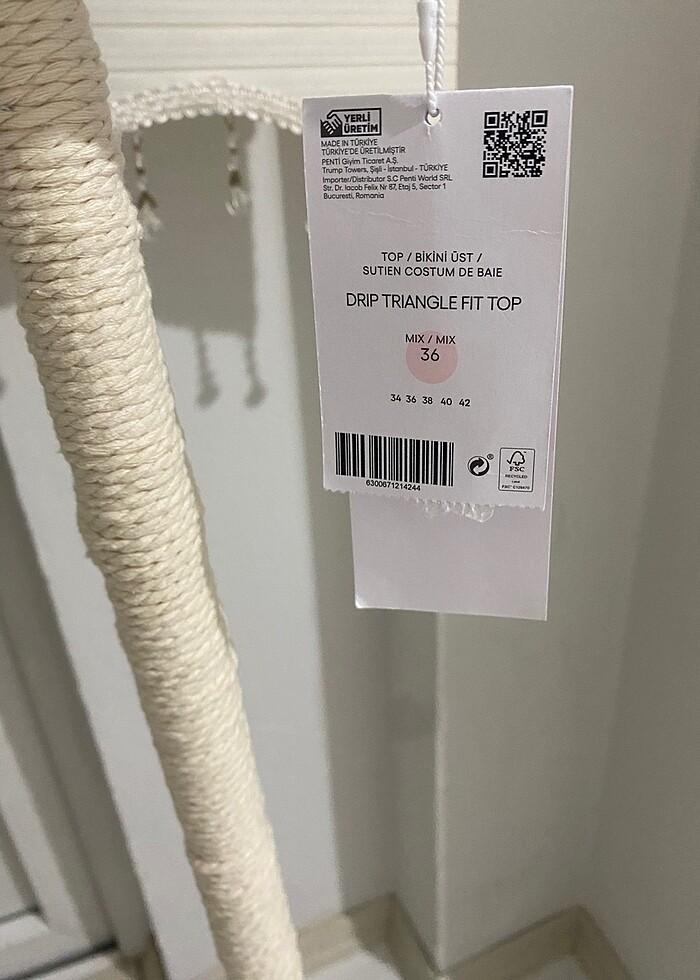 YERLİ
ÜRETİM
MADE IN TÜRKİYE
TÜRKİYE'DE ÜRETİLMİŞTİR
PENTİ Giyim Ticaret A.Ş.
Trump Towers, Şişli - İstanbul - TÜRKİYE
Importer/Distributor S.C Penti World SRL
Str. Dr. Iacob Felix Nr 87, Etaj 5, Sector 1
Bucuresti, Romania
TOP / BİKİNİ ÜST /
SUTIEN COSTUM DE BAIE
DRIP TRIANGLE FIT TOP
MIX / MIX
36
34 36 38 40 42
6300671214244
®
FSC
RECYCLED